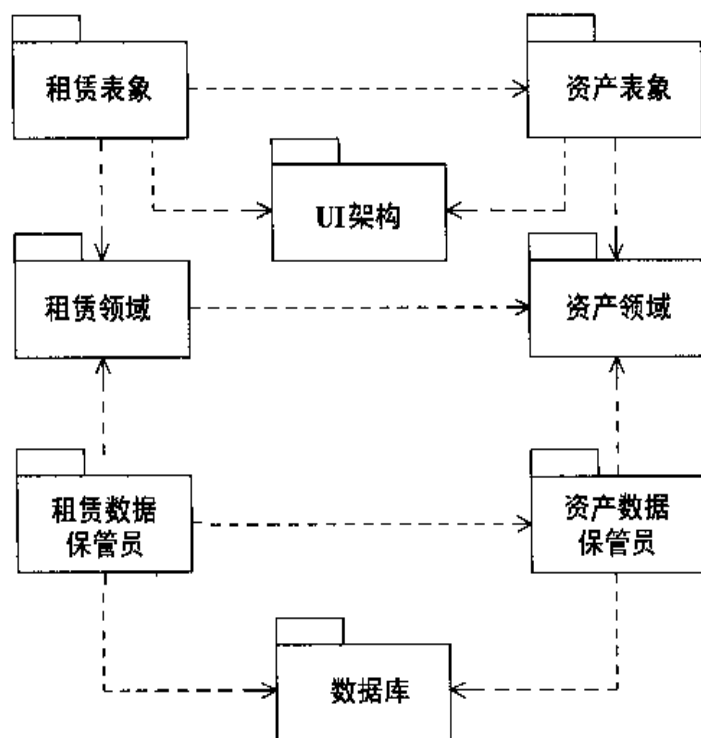 租赁表象
资产表象
UI架构
租赁领域
资产领域
租赁数据
保管员
资产数据
保管员
数据库